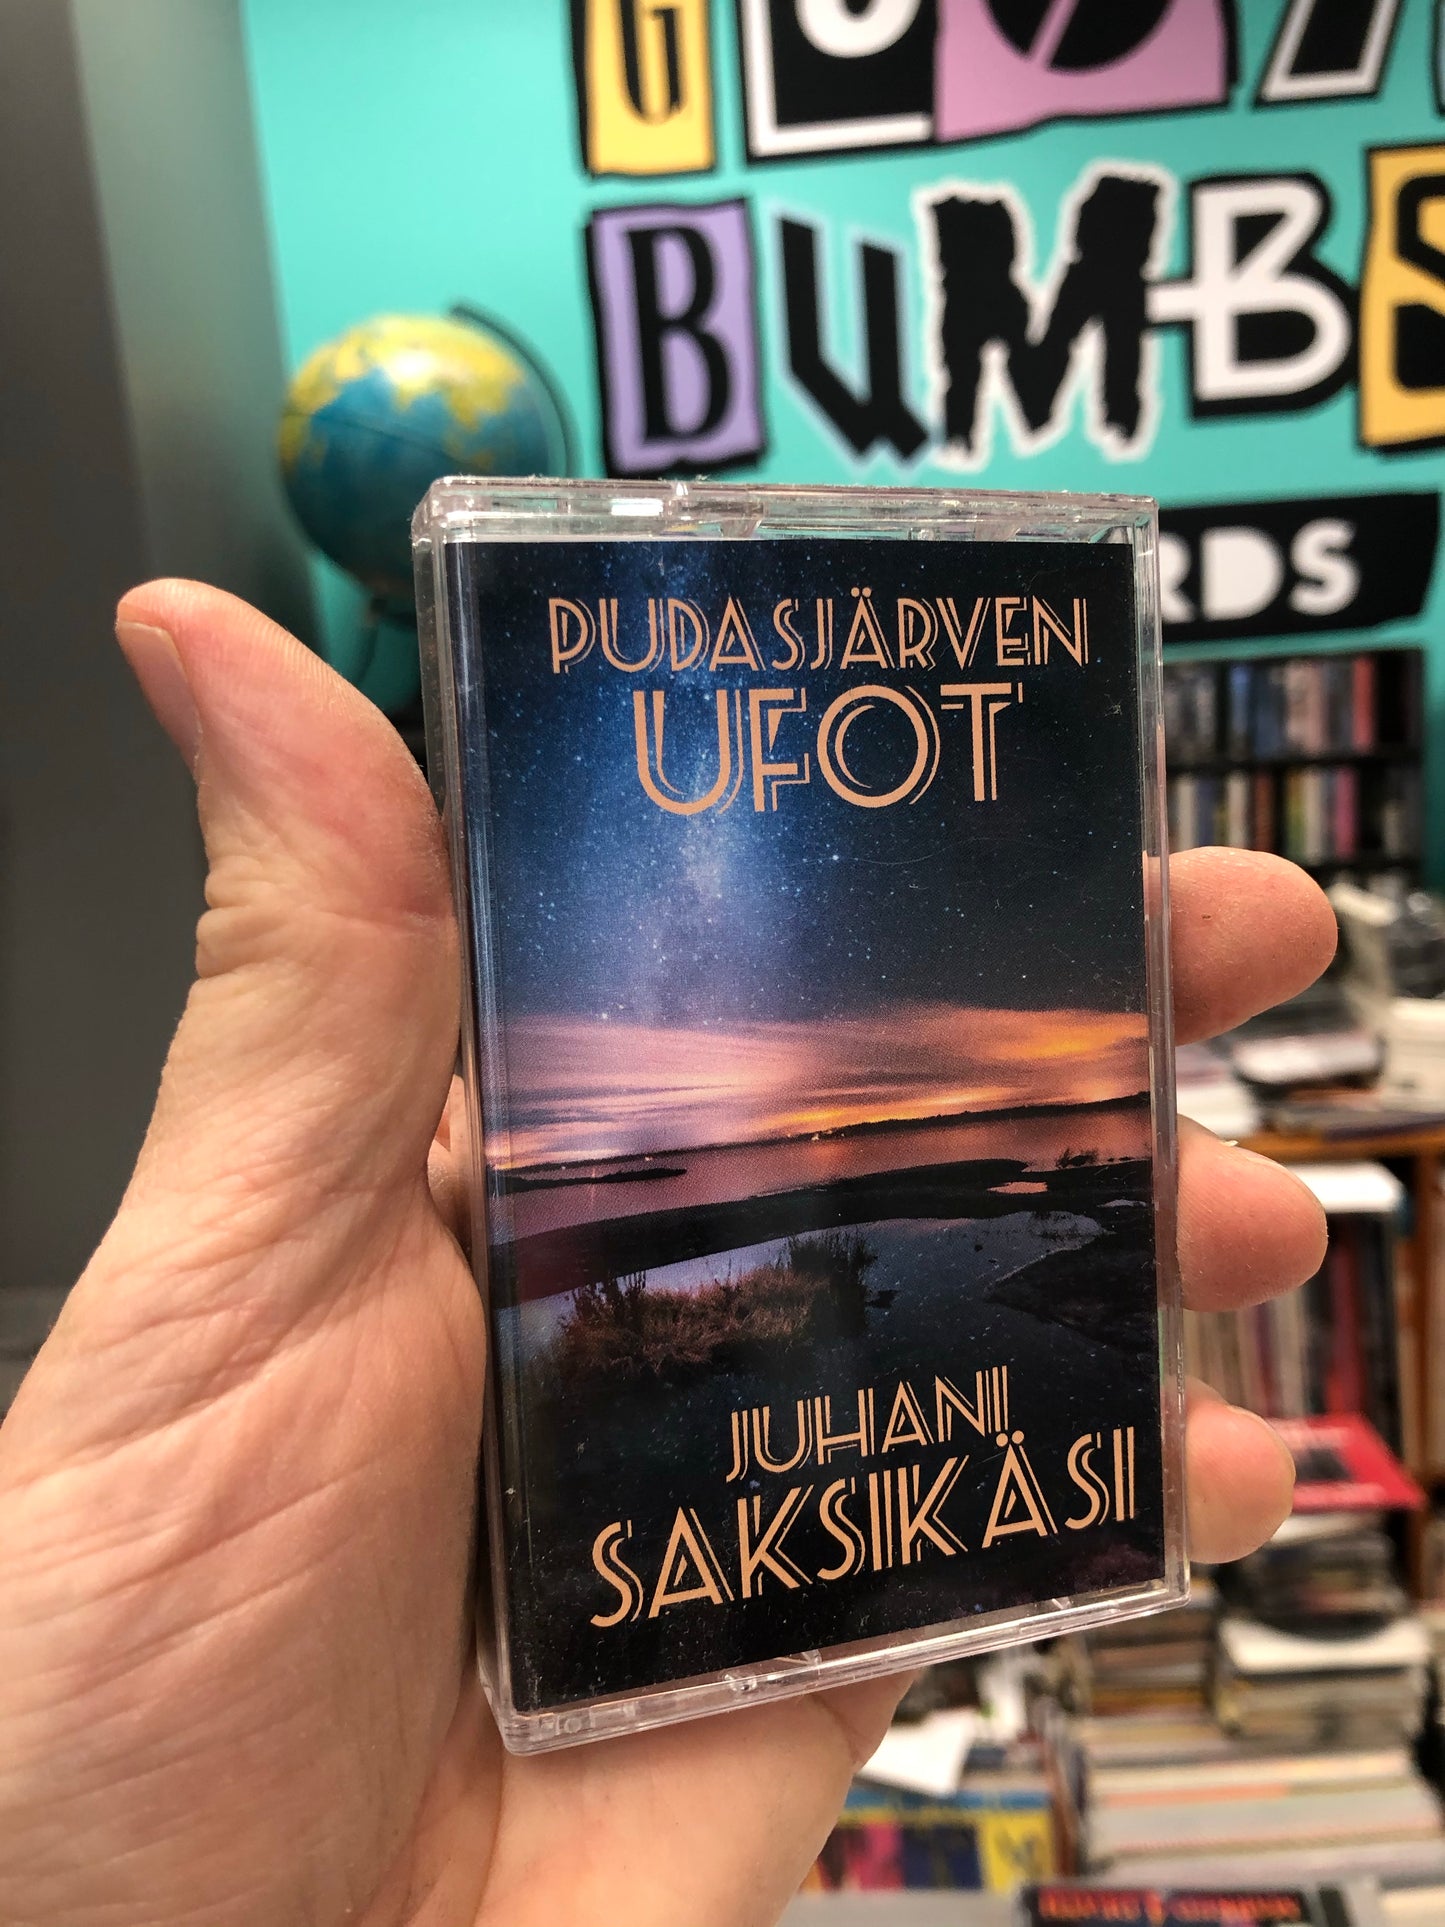 BUMBS
RDS
PUDASJÄRVEN
UFOT
JUHANI
SAKSIKÄSI